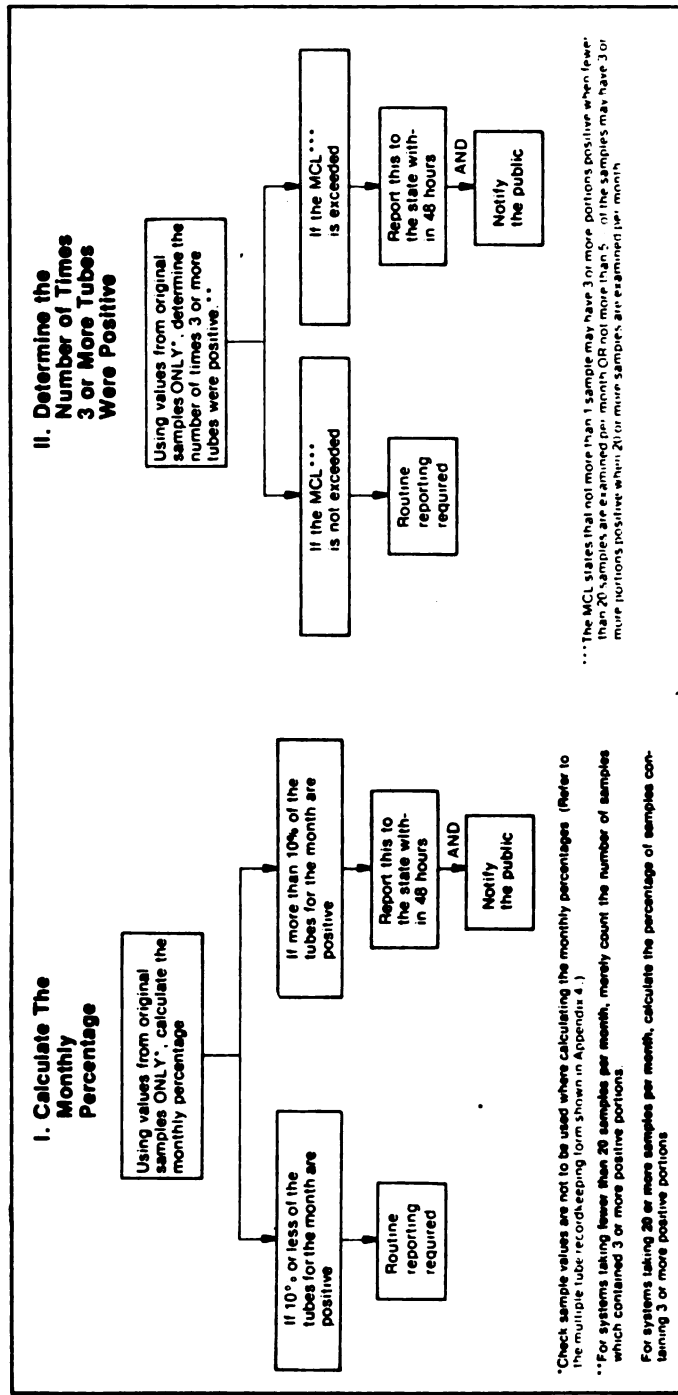 I. Calculate The
Monthly
Percentage
Using values from original
samples ONLY*, calculate the
monthly percentage
If 10°o or less of the
tubes for the month are
positive
Routine
reporting
required
If more than 10% of the
tubes for the month are
positive
Report this to
the state with-
in 48 hours
AND
Notify
the public
II. Determine the
Number of Times
3 or More Tubes
Were Positive
Using values from original
samples ONLY*, determine the
number of times 3 or more
tubes were positive.**
If the MCL***
is not exceeded
Routine
reporting
required
If the MCL***
is exceeded
Report this to
the state with-
in 48 hours
AND
Notify
the public
*Check sample values are not to be used where calculating the monthly percentages (Refer to
the multiple tube recordkeeping form shown in Appendix 4.)
**For systems taking fewer than 20 samples per month, merely count the number of samples
which contained 3 or more positive portions.
For systems taking 20 or more samples per month, calculate the percentage of samples con-
taining 3 or more positive portions
***The MCL states that not more than 1 sample may have 3 or more portions positive when fewer
than 20 samples are examined per month OR not more than 5 of the samples may have 3 or
more portions positive when 20 or more samples are examined per month